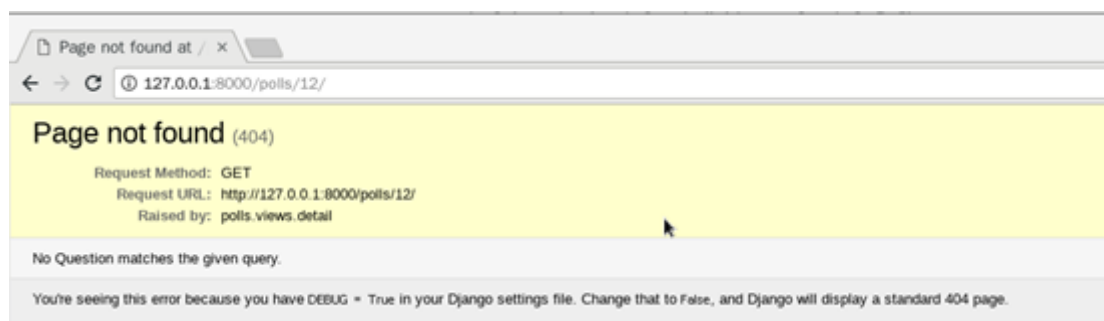 Page not found at /
127.0.0.1:8000/polls/12/
Page not found (404)
Request Method: GET
Request URL: http://127.0.0.1:8000/polls/12/
Raised by: polls.views.detail
No Question matches the given query.
You're seeing this error because you have DEBUG = True in your Django settings file. Change that to False, and Django will display a standard 404 page.